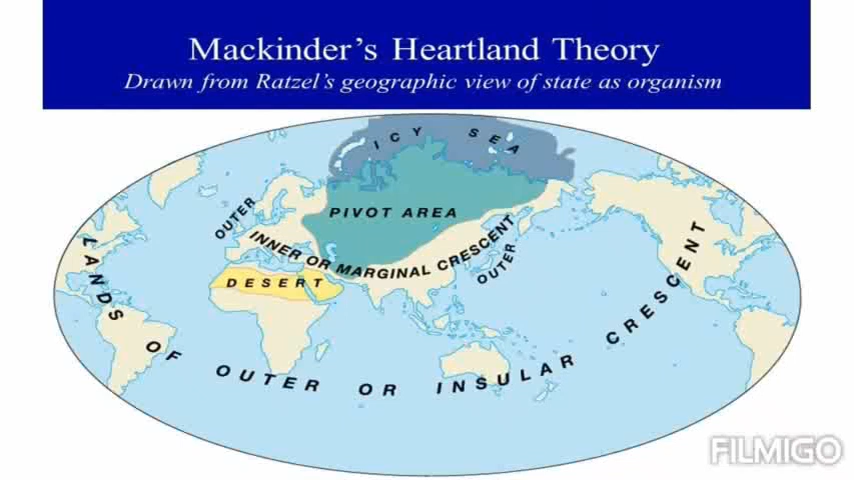 Mackinder's Heartland Theory
Drawn from Ratzel's geographic view of state as organism
ICY SEA
PIVOT AREA
OUTER
INNER OR MARGINAL CRESCENT
OUTER
DESERT
LANDS OF OUTER OR INSULAR CRESCENT
FILMIGO